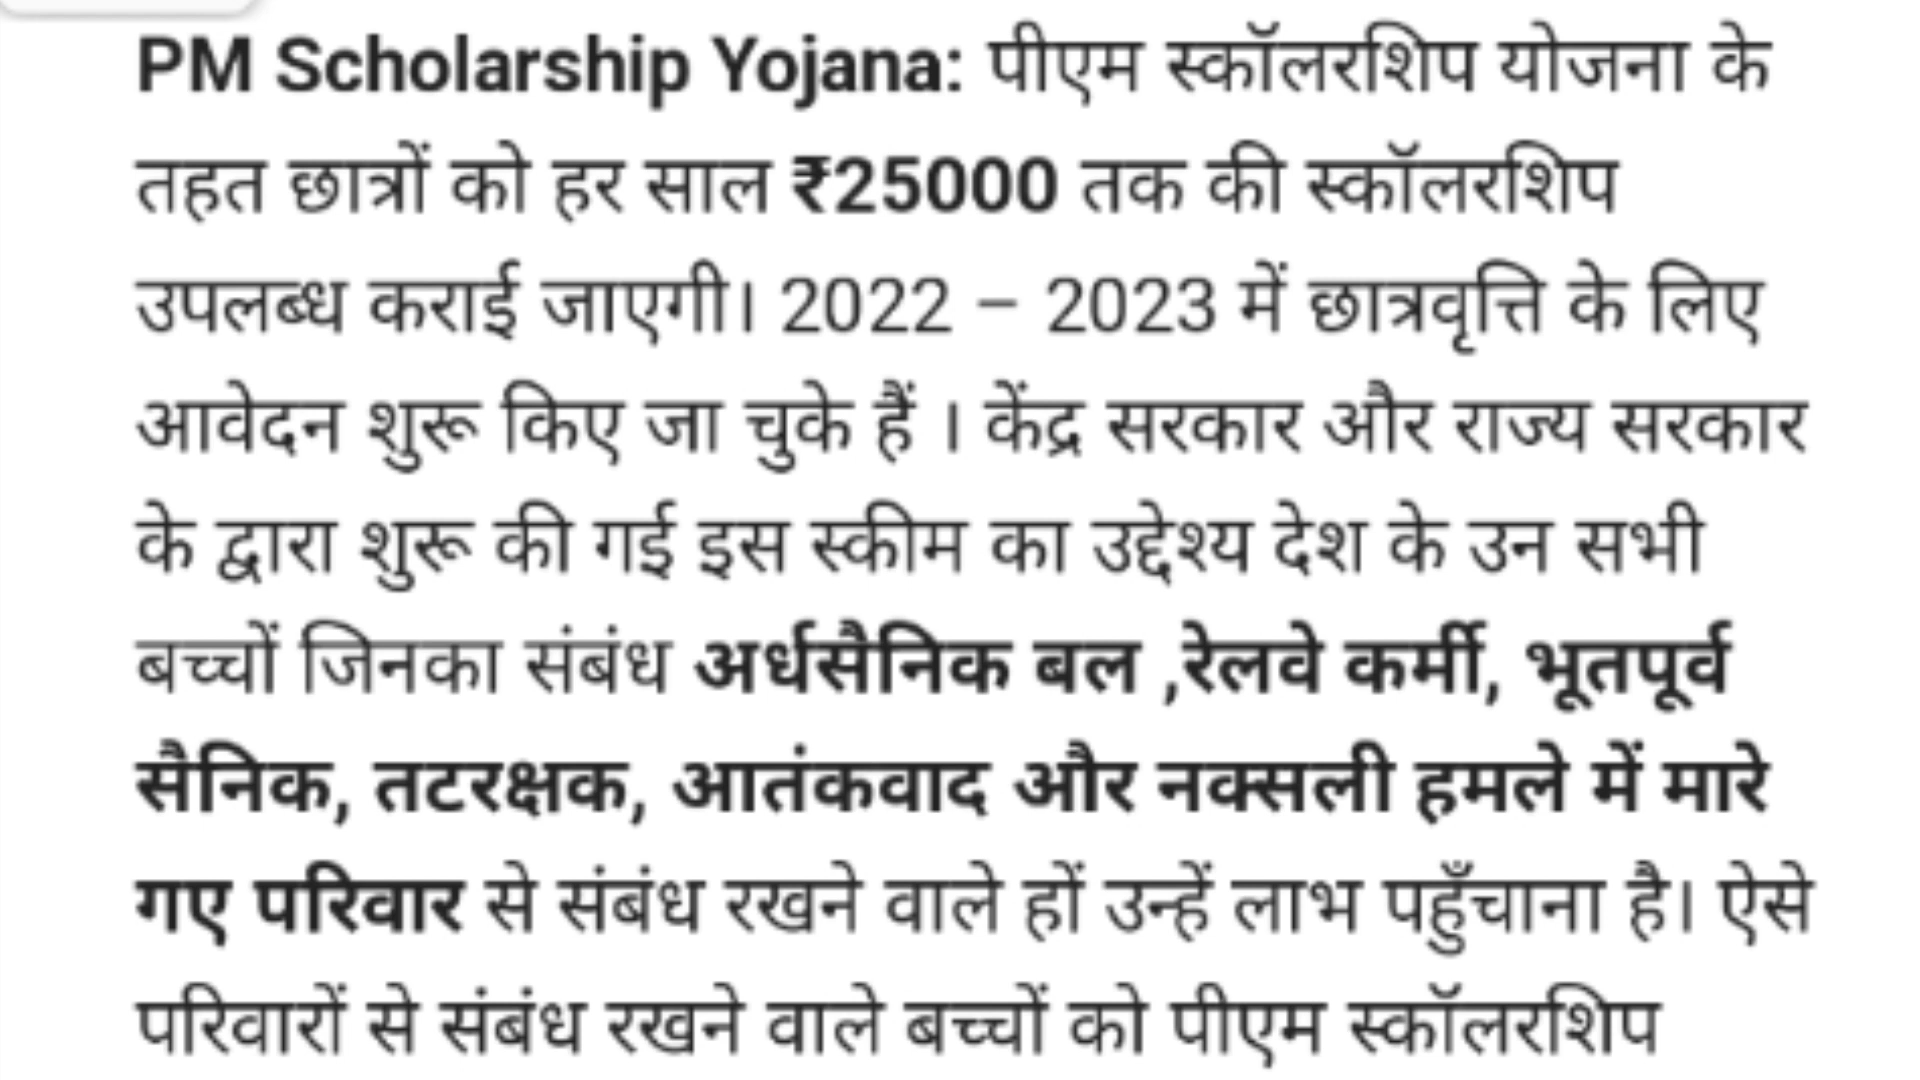 PM Scholarship Yojana: पीएम स्कॉलरशिप योजना के
तहत छात्रों को हर साल ₹25000 तक की स्कॉलरशिप
उपलब्ध कराई जाएगी। 2022 – 2023 में छात्रवृत्ति के लिए
आवेदन शुरू किए जा चुके हैं । केंद्र सरकार और राज्य सरकार
के द्वारा शुरू की गई इस स्कीम का उद्देश्य देश के उन सभी
बच्चों जिनका संबंध अर्धसैनिक बल ,रेलवे कर्मी, भूतपूर्व
सैनिक, तटरक्षक, आतंकवाद और नक्सली हमले में मारे
गए परिवार से संबंध रखने वाले हों उन्हें लाभ पहुँचाना है। ऐसे
परिवारों से संबंध रखने वाले बच्चों को पीएम स्कॉलरशिप